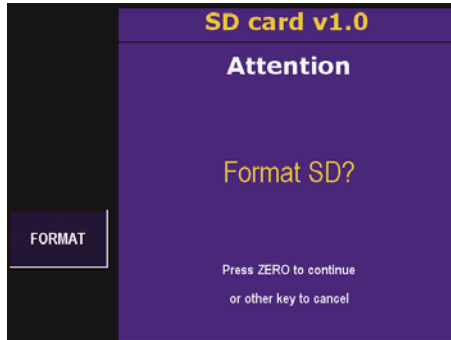 SD card v1.0
Attention
Format SD?
FORMAT
Press ZERO to continue
or other key to cancel